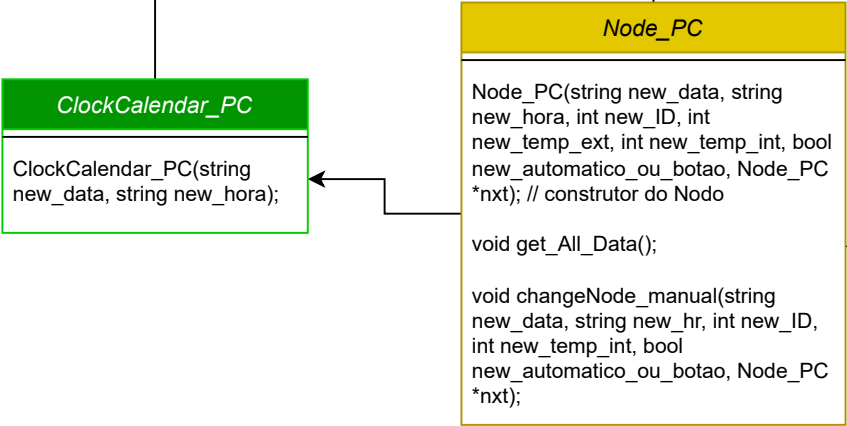 Node_PC
Node_PC(string new_data, string
new_hora, int new_ID, int
new_temp_ext, int new_temp_int, bool
new_automatico_ou_botao, Node_PC
*nxt); // construtor do Nodo
void get_All_Data();
void changeNode_manual(string
new_data, string new_hr, int new_ID,
int new_temp_int, bool
new_automatico_ou_botao, Node_PC
*nxt);
ClockCalendar_PC
ClockCalendar_PC(string
new_data, string new_hora);